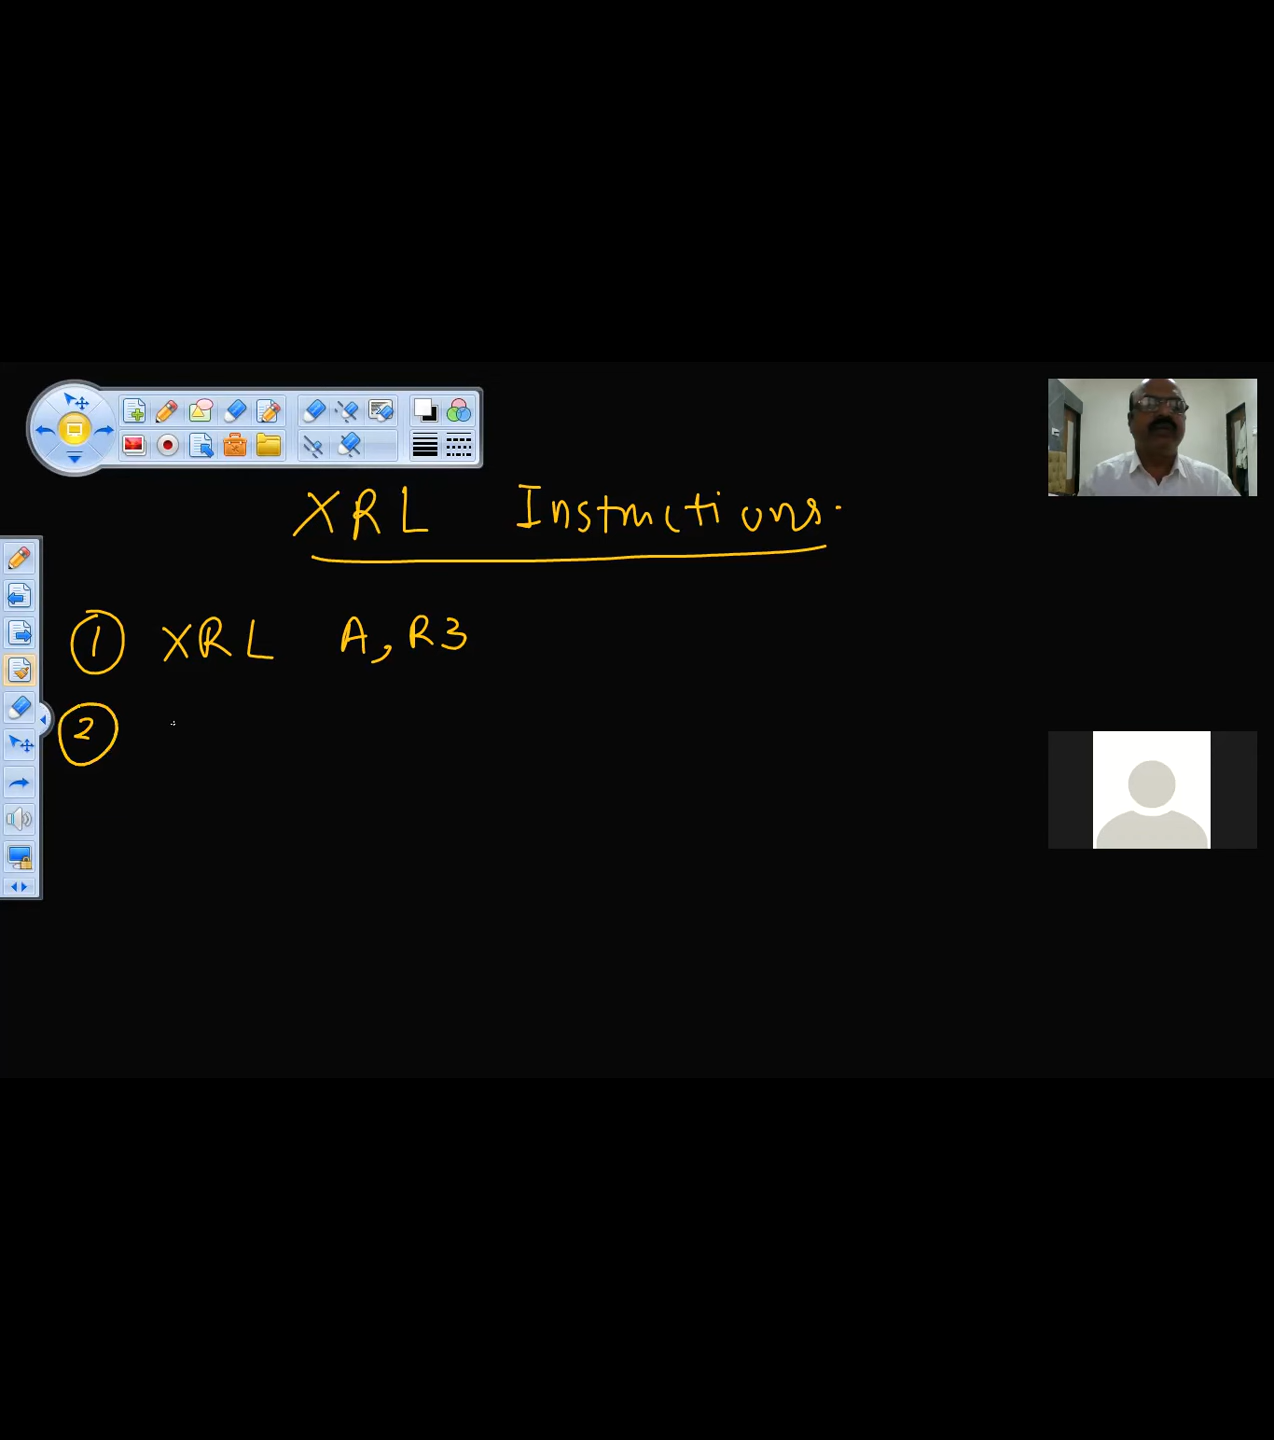 XRL Instructions.
① XRL A, R3
②